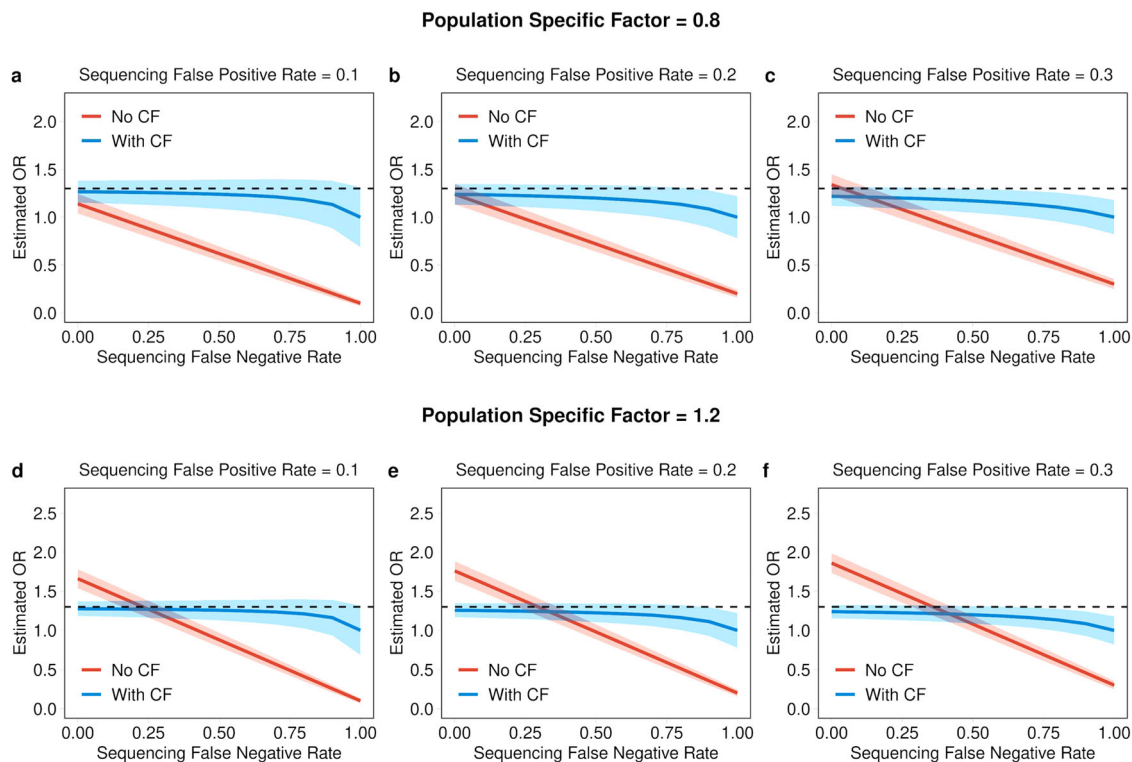 Population Specific Factor = 0.8
a
Sequencing False Positive Rate = 0.1
No CF
With CF
Estimated OR
2.0
1.5
1.0
0.5
0.0
0.00 0.25 0.50 0.75 1.00
Sequencing False Negative Rate
b
Sequencing False Positive Rate = 0.2
No CF
With CF
Estimated OR
2.0
1.5
1.0
0.5
0.0
0.00 0.25 0.50 0.75 1.00
Sequencing False Negative Rate
c
Sequencing False Positive Rate = 0.3
No CF
With CF
Estimated OR
2.0
1.5
1.0
0.5
0.0
0.00 0.25 0.50 0.75 1.00
Sequencing False Negative Rate
Population Specific Factor = 1.2
d
Sequencing False Positive Rate = 0.1
Estimated OR
2.5
2.0
1.5
1.0
0.5
0.0
No CF
With CF
0.00 0.25 0.50 0.75 1.00
Sequencing False Negative Rate
e
Sequencing False Positive Rate = 0.2
Estimated OR
2.5
2.0
1.5
1.0
0.5
0.0
No CF
With CF
0.00 0.25 0.50 0.75 1.00
Sequencing False Negative Rate
f
Sequencing False Positive Rate = 0.3
Estimated OR
2.5
2.0
1.5
1.0
0.5
0.0
No CF
With CF
0.00 0.25 0.50 0.75 1.00
Sequencing False Negative Rate